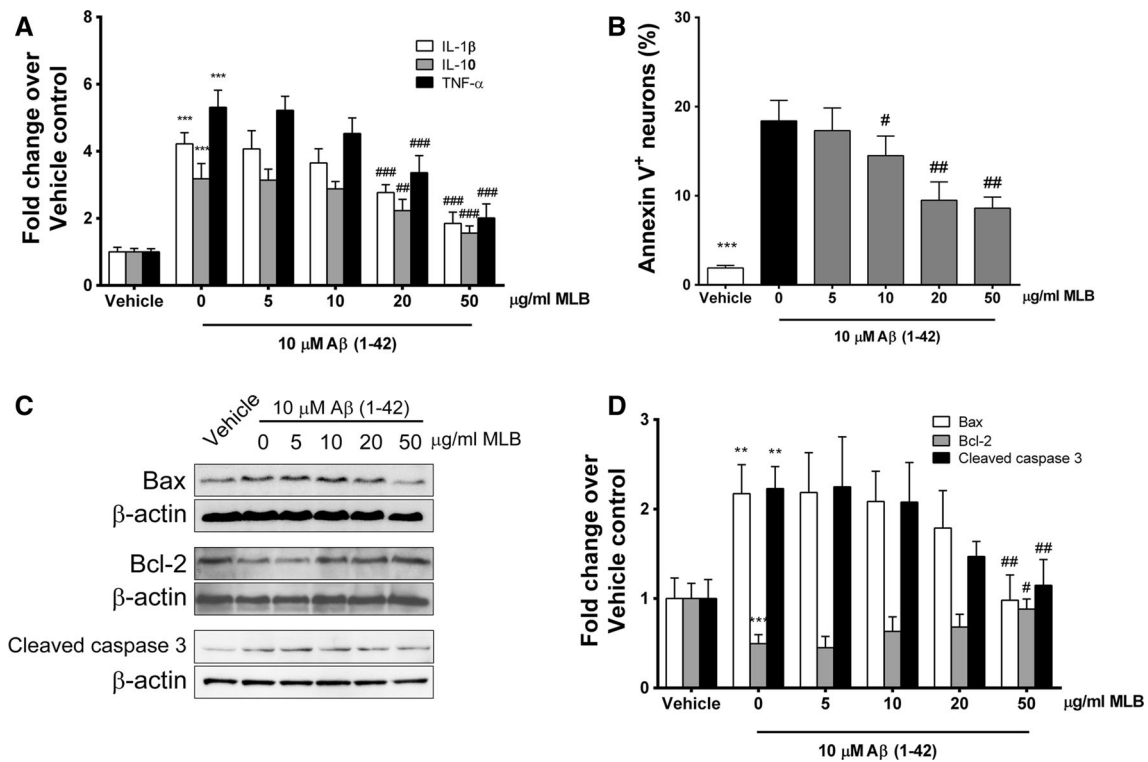 A
Fold change over
Vehicle control
8
6
4
2
0
IL-1β
IL-10
TNF-α
*** *** ***
### ## ###
### ### ###
Vehicle 0 5 10 20 50 μg/ml MLB
10 μM Aβ (1-42)
B
Annexin V+ neurons (%)
30
20
10
0
***
# ## ##
Vehicle 0 5 10 20 50 μg/ml MLB
10 μM Aβ (1-42)
C
Vehicle
10 μM Aβ (1-42)
0 5 10 20 50 μg/ml MLB
Bax
β-actin
Bcl-2
β-actin
Cleaved caspase 3
β-actin
D
Fold change over
Vehicle control
3
2
1
0
Bax
Bcl-2
Cleaved caspase 3
** *** **
## # ##
Vehicle 0 5 10 20 50 μg/ml MLB
10 μM Aβ (1-42)